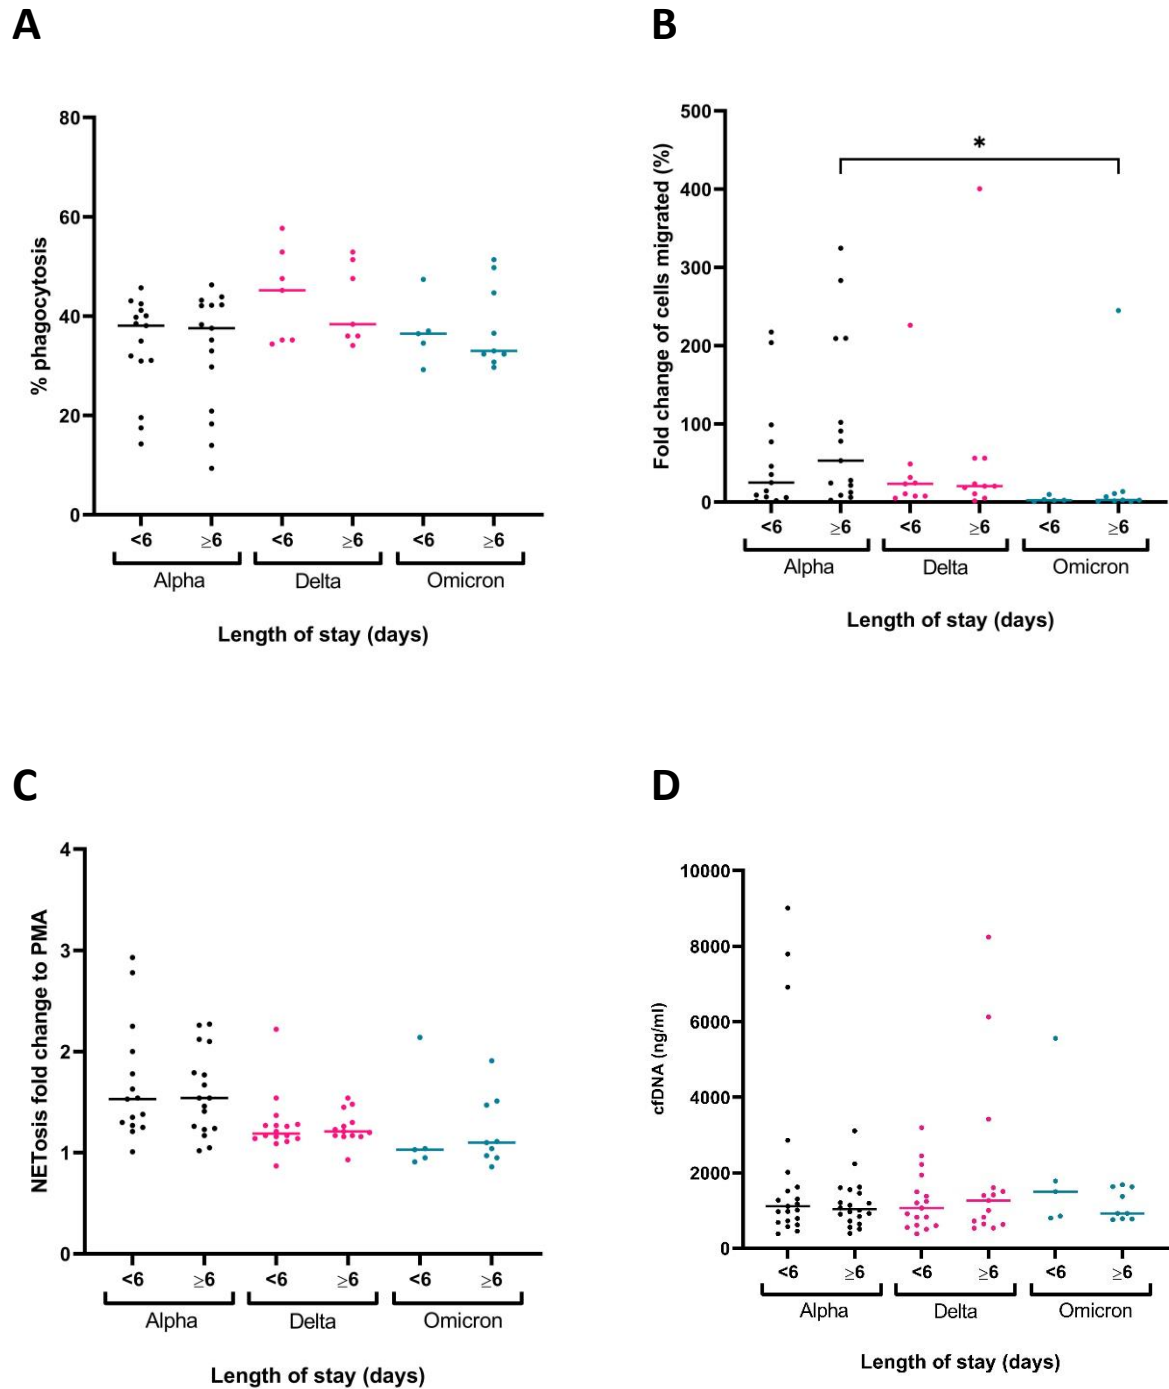 A
B
80
60
40
20
0
% phagocytosis
<6 ≥6 <6 ≥6 <6 ≥6
Alpha Delta Omicron
Length of stay (days)
500
400
300
200
100
0
Fold change of cells migrated (%)
*
<6 ≥6 <6 ≥6 <6 ≥6
Alpha Delta Omicron
Length of stay (days)
C
D
4
3
2
1
0
NETosis fold change to PMA
<6 ≥6 <6 ≥6 <6 ≥6
Alpha Delta Omicron
Length of stay (days)
10000
8000
6000
4000
2000
0
cfDNA (ng/ml)
<6 ≥6 <6 ≥6 <6 ≥6
Alpha Delta Omicron
Length of stay (days)